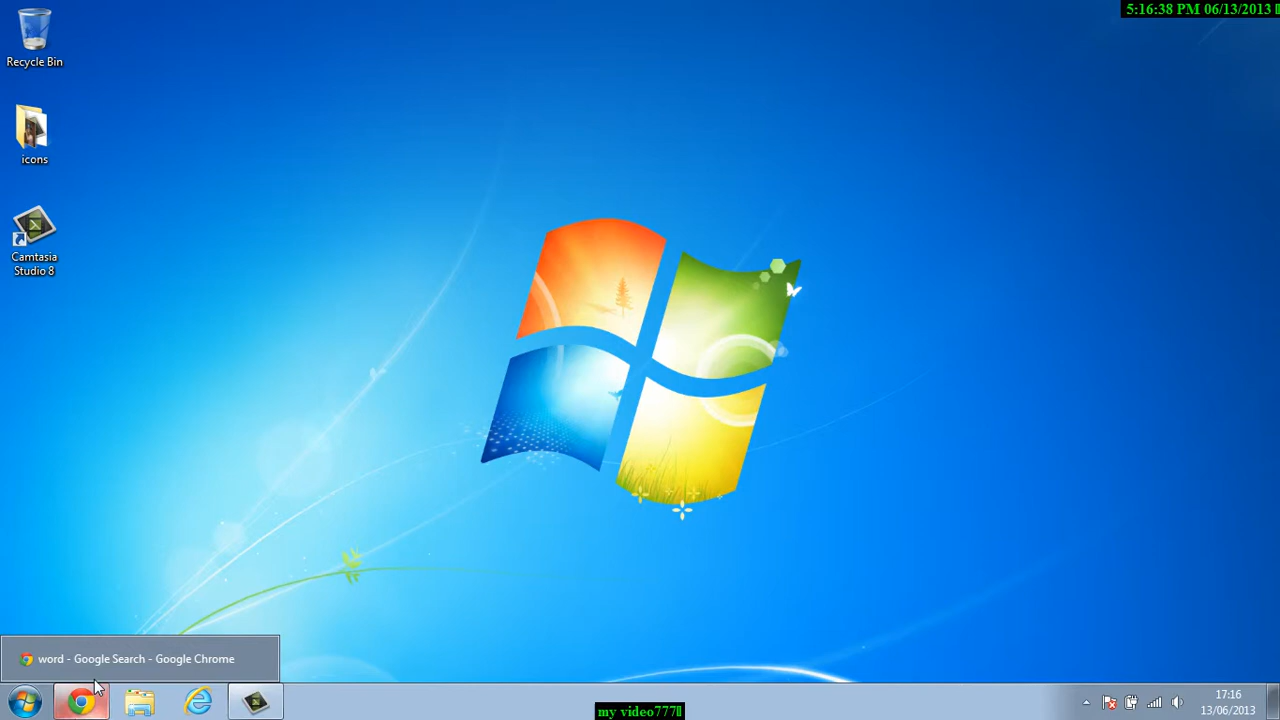 5:16:38 PM 06/13/2013
Recycle Bin
icons
Camtasia
Studio 8
word - Google Search - Google Chrome
my video777
17:16
13/06/2013